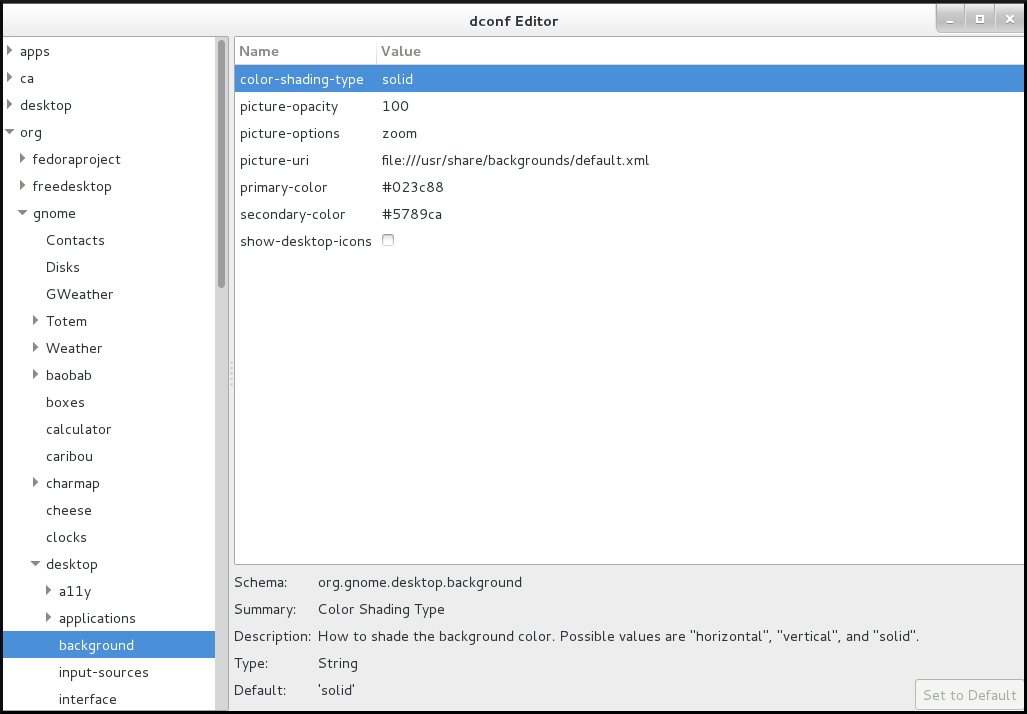 dconf Editor
apps
ca
desktop
org
fedoraproject
freedesktop
gnome
Contacts
Disks
GWeather
Totem
Weather
baobab
boxes
calculator
caribou
charmap
cheese
clocks
desktop
a11y
applications
background
input-sources
interface
Name Value
color-shading-type solid
picture-opacity 100
picture-options zoom
picture-uri file:///usr/share/backgrounds/default.xml
primary-color #023c88
secondary-color #5789ca
show-desktop-icons
Schema: org.gnome.desktop.background
Summary: Color Shading Type
Description: How to shade the background color. Possible values are "horizontal", "vertical", and "solid".
Type: String
Default: 'solid'
Set to Default